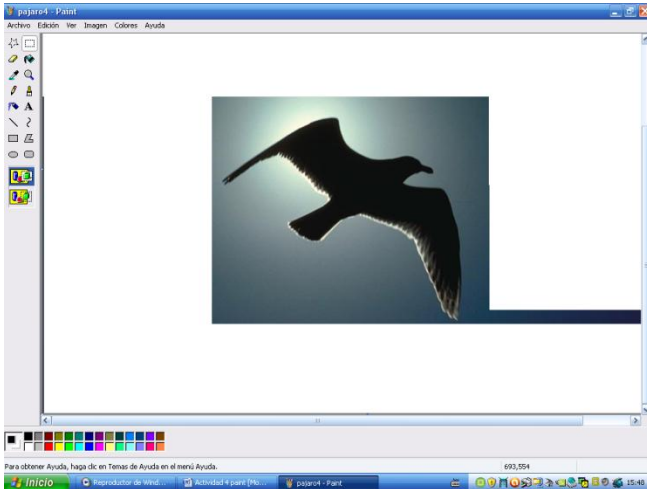 pajaro4 - Paint
Archivo Edición Ver Imagen Colores Ayuda
A
Para obtener Ayuda, haga clic en Temas de Ayuda en el menú Ayuda.
693,554
Inicio
Reproductor de Wind...
Actividad 4 paint [Mo...
pajaro4 - Paint
15:48